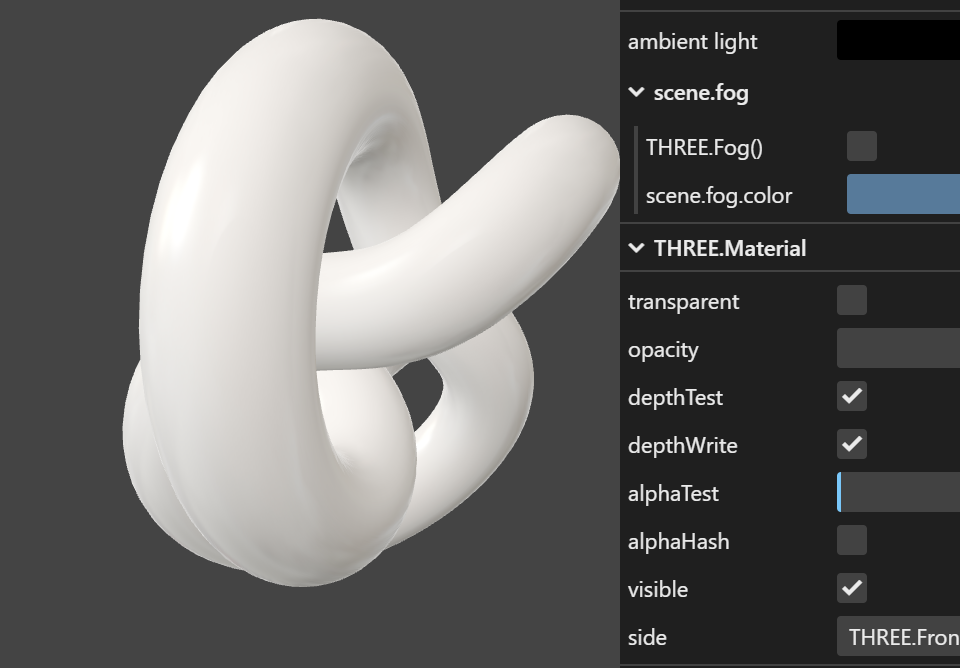 ambient light
scene.fog
THREE.Fog()
scene.fog.color
THREE.Material
transparent
opacity
depthTest
depthWrite
alphaTest
alphaHash
visible
side THREE.Fron